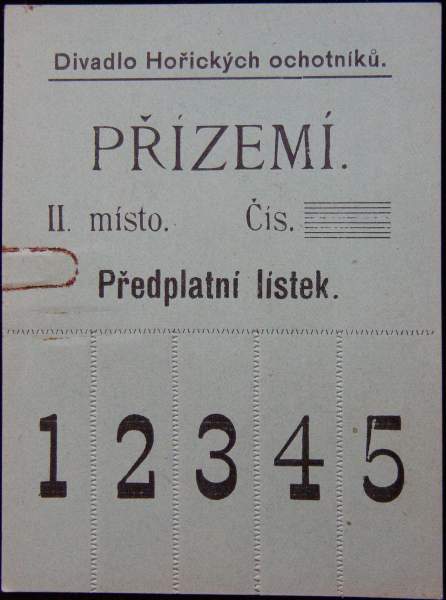 Divadlo Hořických ochotníků.
PŘÍZEMÍ.
II. místo. Čís.
Předplatní lístek.
1 2 3 4 5